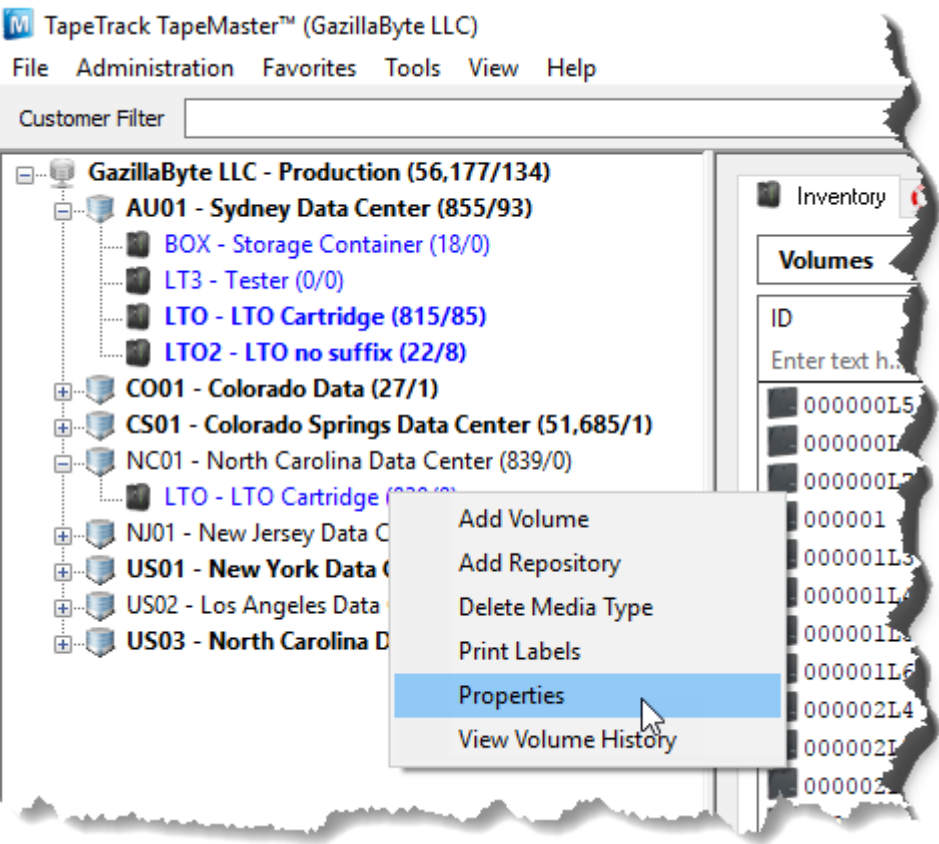 TapeTrack TapeMaster™ (GazillaByte LLC)
File Administration Favorites Tools View Help
Customer Filter
GazillaByte LLC - Production (56,177/134)
AU01 - Sydney Data Center (855/93)
BOX - Storage Container (18/0)
LT3 - Tester (0/0)
LTO - LTO Cartridge (815/85)
LTO2 - LTO no suffix (22/8)
CO01 - Colorado Data (27/1)
CS01 - Colorado Springs Data Center (51,685/1)
NC01 - North Carolina Data Center (839/0)
LTO - LTO Cartridge
NJ01 - New Jersey Data
US01 - New York Data
US02 - Los Angeles Data
US03 - North Carolina
Add Volume
Add Repository
Delete Media Type
Print Labels
Properties
View Volume History
Inventory
Volumes
ID
Enter text h..
000000L5
000001
000001L6
000002L4